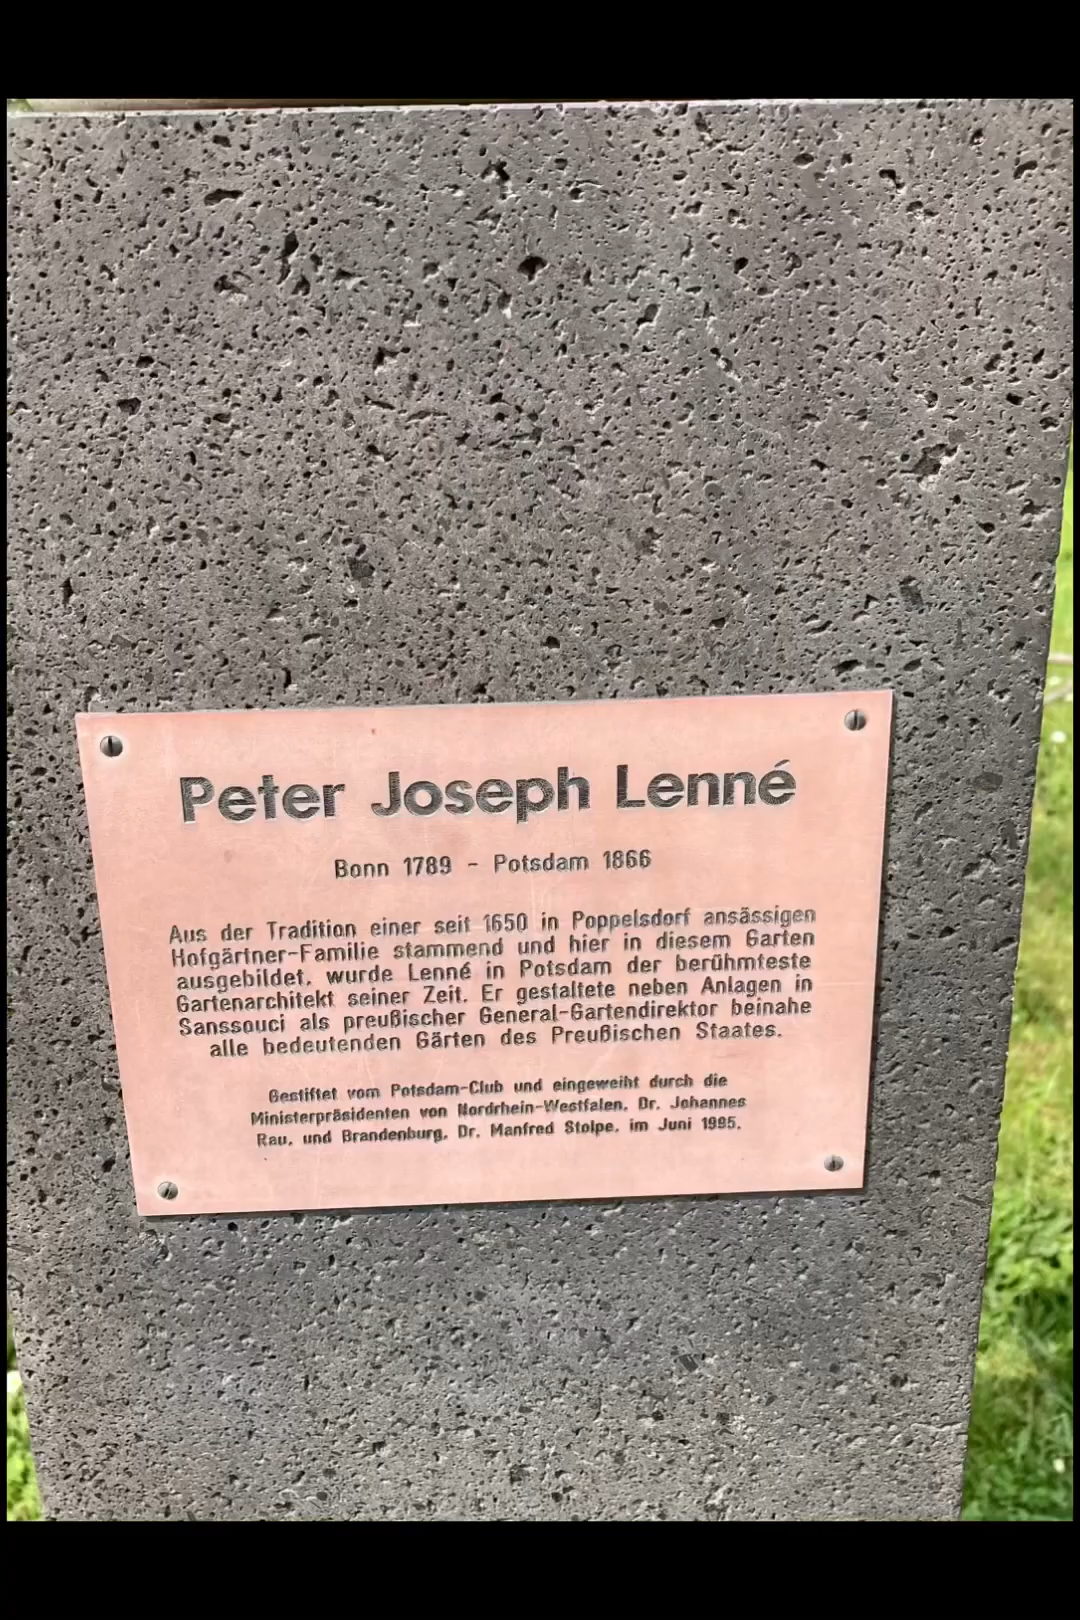 Peter Joseph Lenné
Bonn 1789 - Potsdam 1866
Aus der Tradition einer seit 1650 in Poppelsdorf ansässigen
Hofgärtner-Familie stammend und hier in diesem Garten
ausgebildet, wurde Lenné in Potsdam der berühmteste
Gartenarchitekt seiner Zeit. Er gestaltete neben Anlagen in
Sanssouci als preußischer General-Gartendirektor beinahe
alle bedeutenden Gärten des Preußischen Staates.
Gestiftet vom Potsdam-Club und eingeweiht durch die
Ministerpräsidenten von Nordrhein-Westfalen, Dr. Johannes
Rau, und Brandenburg, Dr. Manfred Stolpe, im Juni 1995.